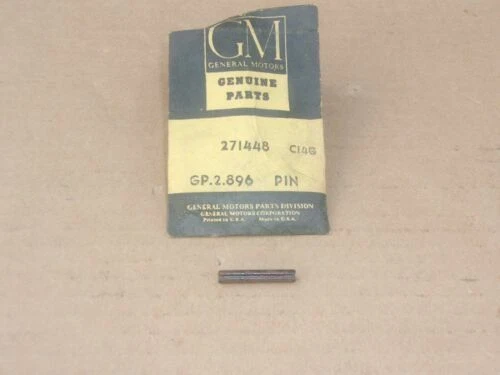 GM
GENERAL MOTORS
GENUINE
PARTS
271448 C14G
GP.2.896 PIN
GENERAL MOTORS PARTS DIVISION
GENERAL MOTORS CORPORATION
Printed in U.S.A. Made in U.S.A.